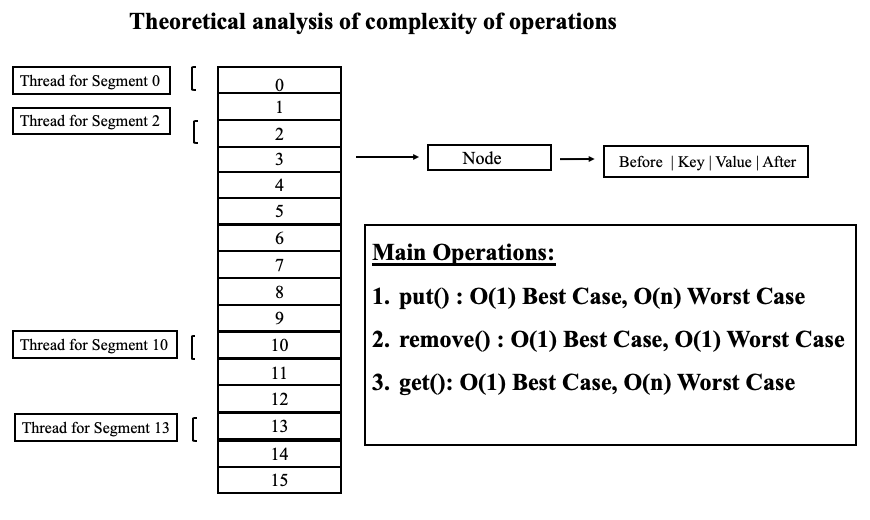 Theoretical analysis of complexity of operations
Thread for Segment 0
Thread for Segment 2
Thread for Segment 10
Thread for Segment 13
0
1
2
3
4
5
6
7
8
9
10
11
12
13
14
15
Node
Before | Key | Value | After
Main Operations:
1. put() : O(1) Best Case, O(n) Worst Case
2. remove() : O(1) Best Case, O(1) Worst Case
3. get(): O(1) Best Case, O(n) Worst Case